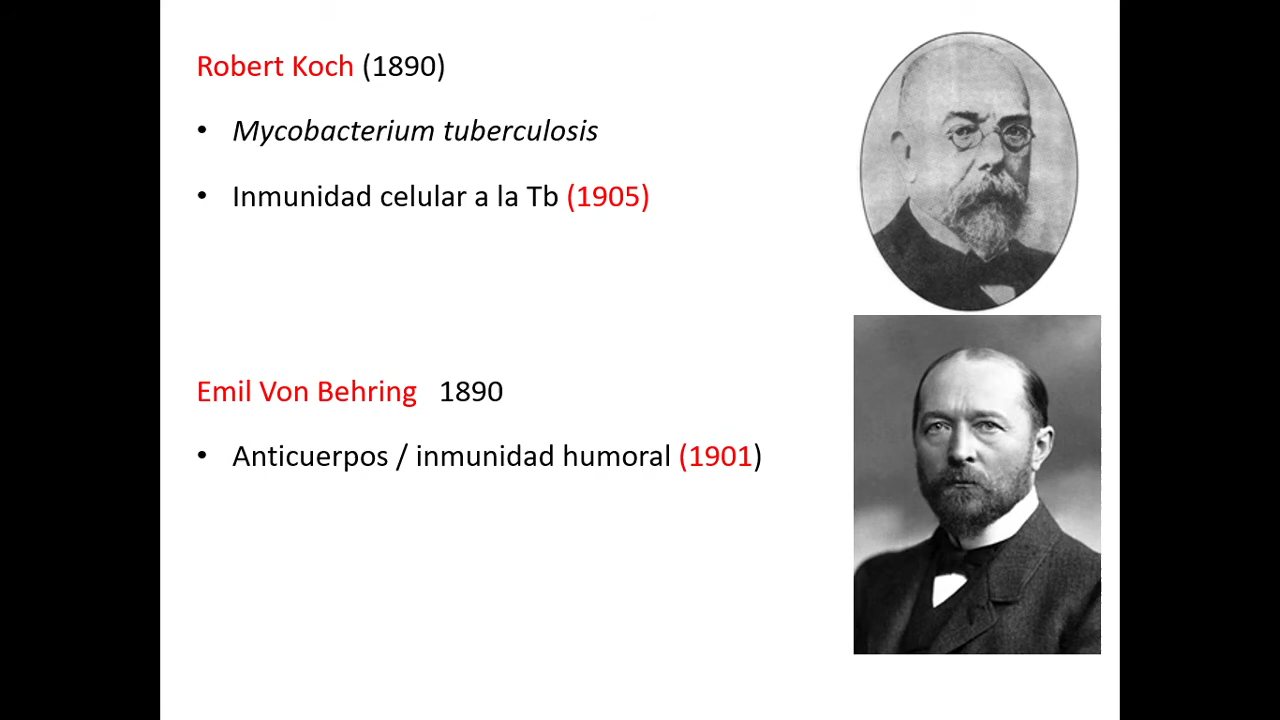 Robert Koch (1890)
• Mycobacterium tuberculosis
• Inmunidad celular a la Tb (1905)
Emil Von Behring 1890
• Anticuerpos / inmunidad humoral (1901)